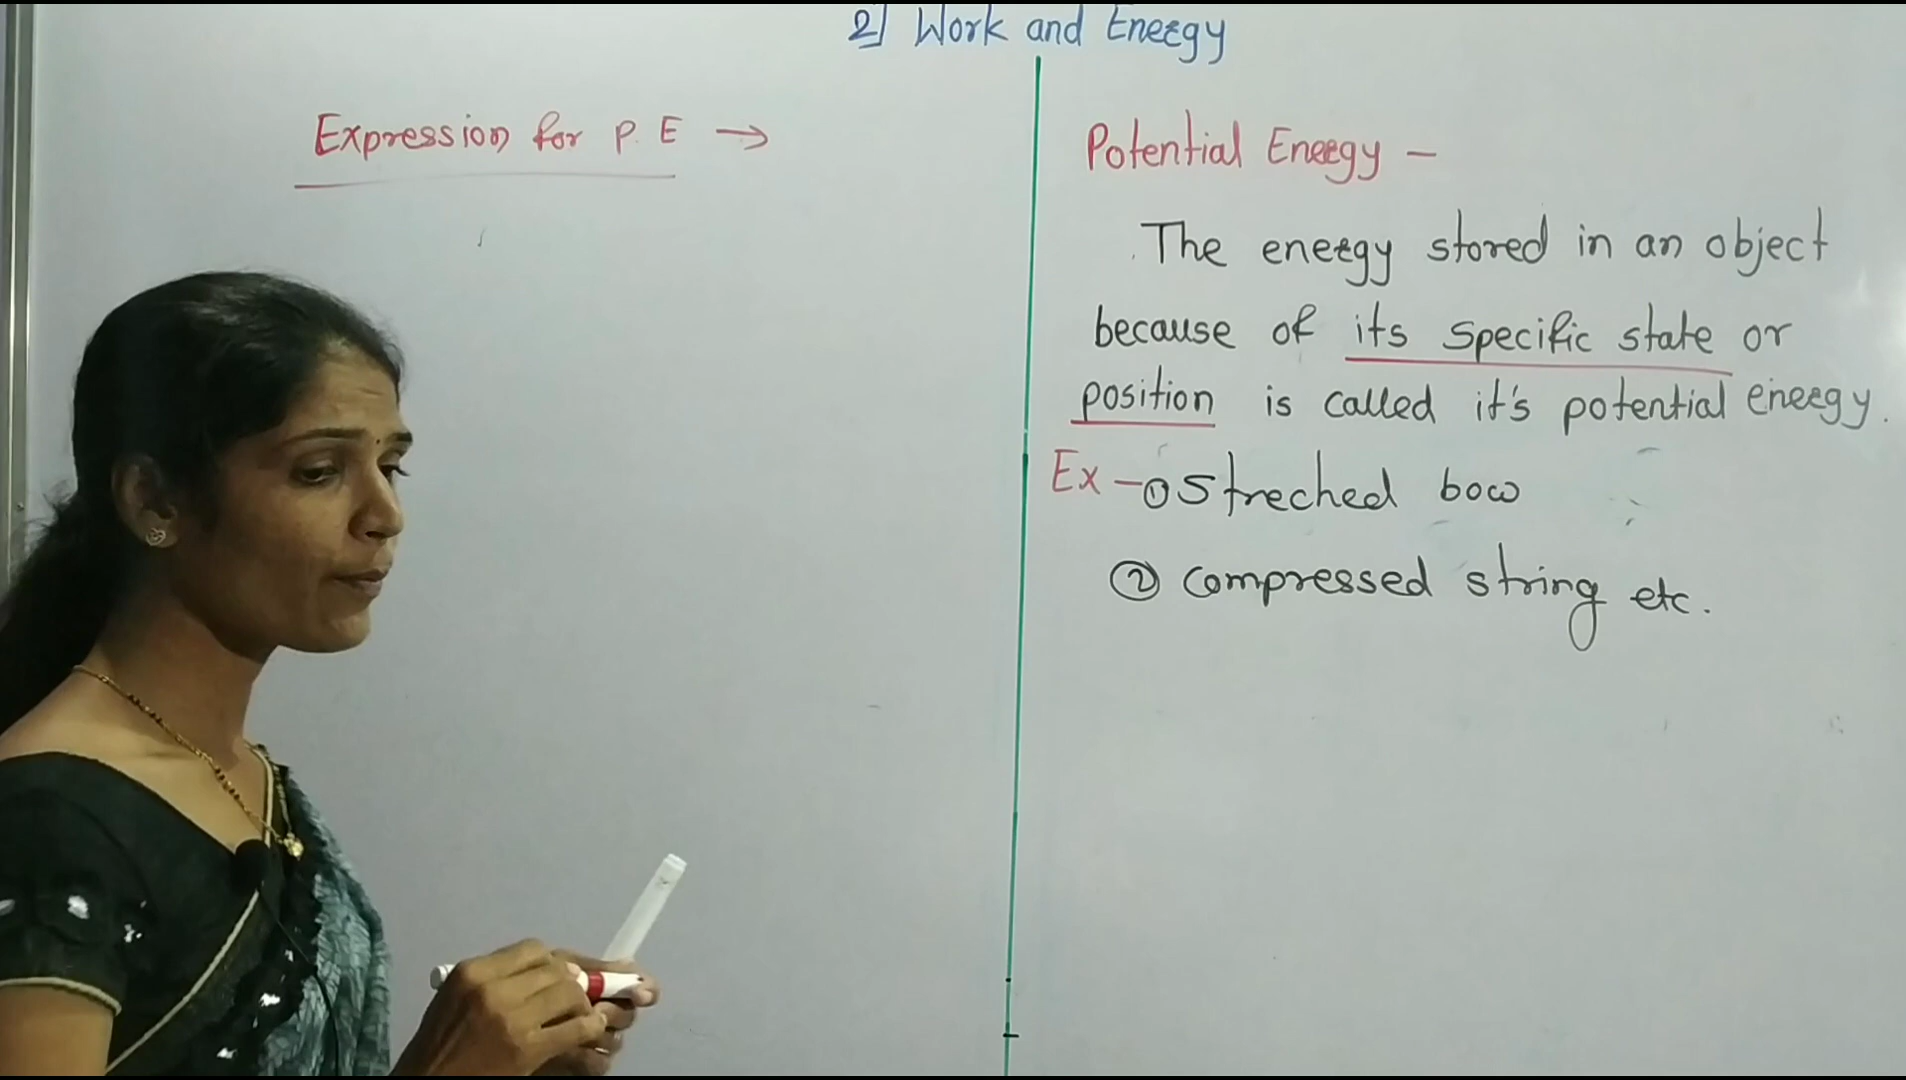 2] Work and Energy
Expression for P. E →
Potential Energy -
The energy stored in an object
because of its specific state or
position is called it's potential energy.
Ex - ① Streched bow
② compressed string etc.